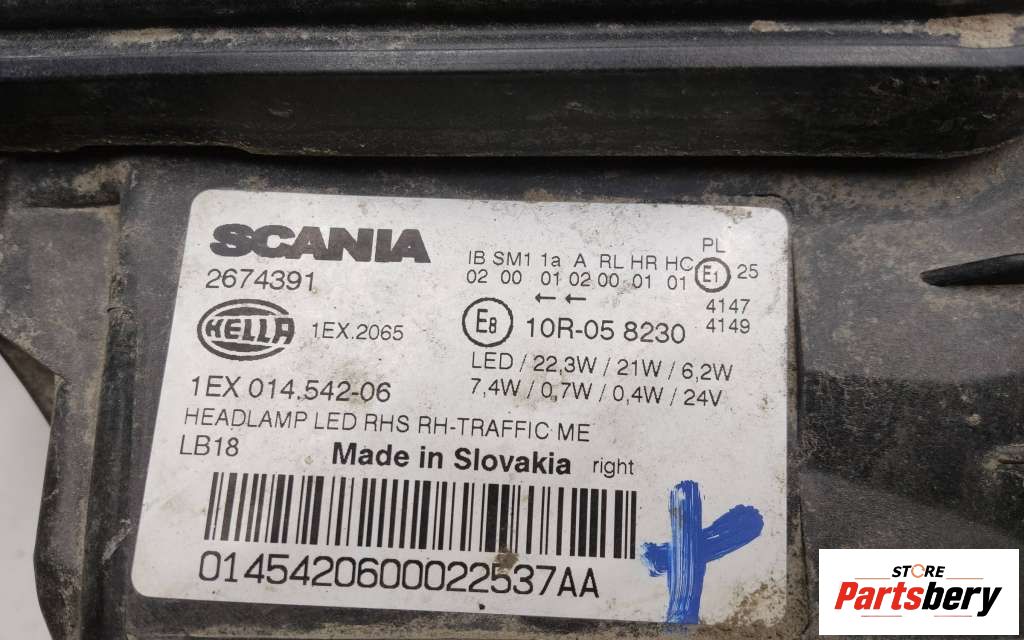 SCANIA
2674391
HELLA 1EX.2065
1EX 014.542-06
HEADLAMP LED RHS RH-TRAFFIC ME
LB18 Made in Slovakia right
IB SM1 1a A RL HR HC PL
02 00 01 02 00 01 01 E1 25
← ← 4147
E8 10R-05 8230 4149
LED / 22,3W / 21W / 6,2W
7,4W / 0,7W / 0,4W / 24V
01454200600022537AA
STORE
Partsbery